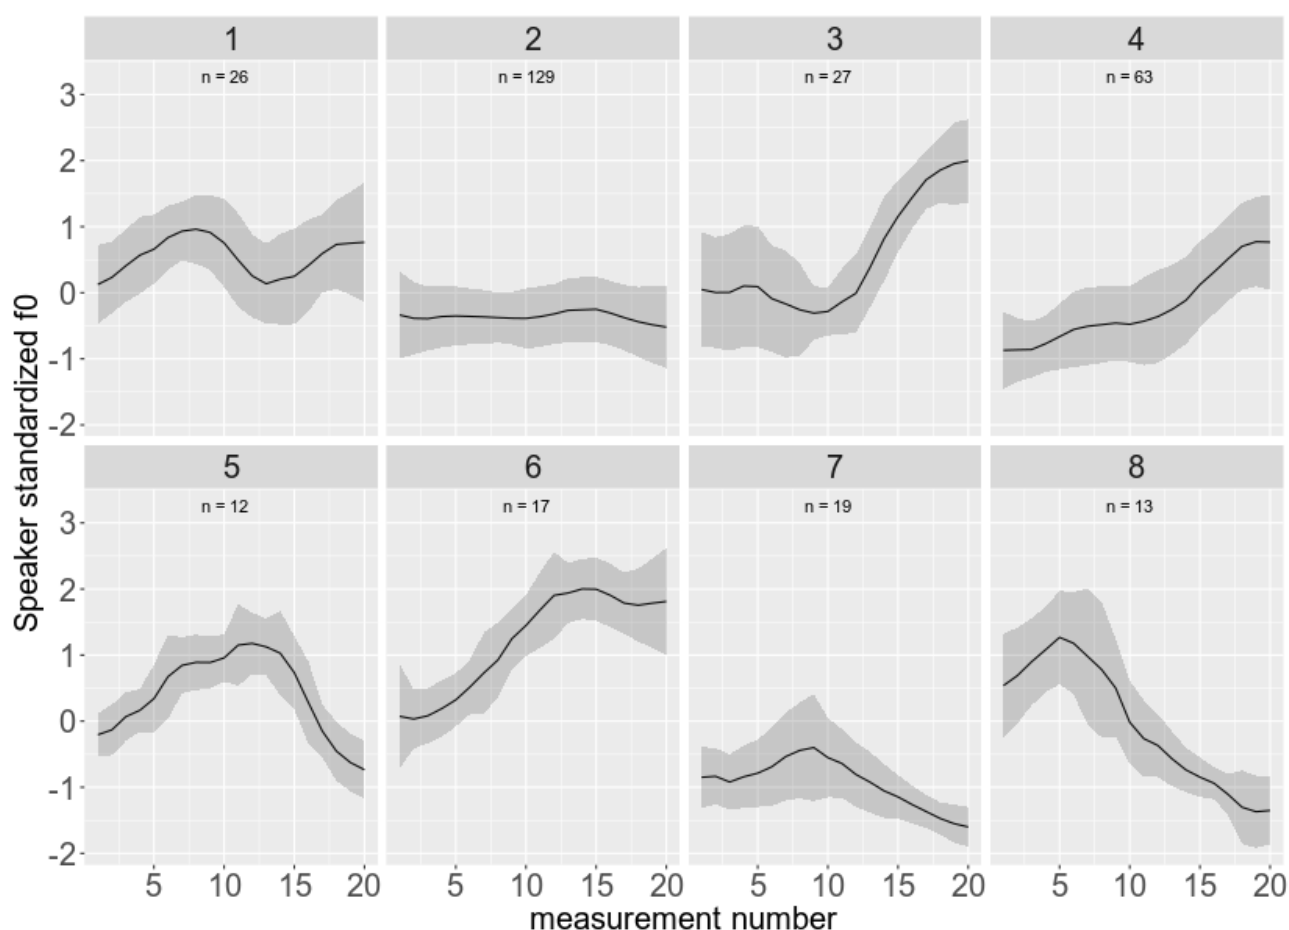 1 2 3 4
n = 26 n = 129 n = 27 n = 63
3
2
1
0
-1
-2
5 6 7 8
n = 12 n = 17 n = 19 n = 13
3
2
1
0
-1
-2
5 10 15 20 5 10 15 20 5 10 15 20 5 10 15 20
measurement number
Speaker standardized f0